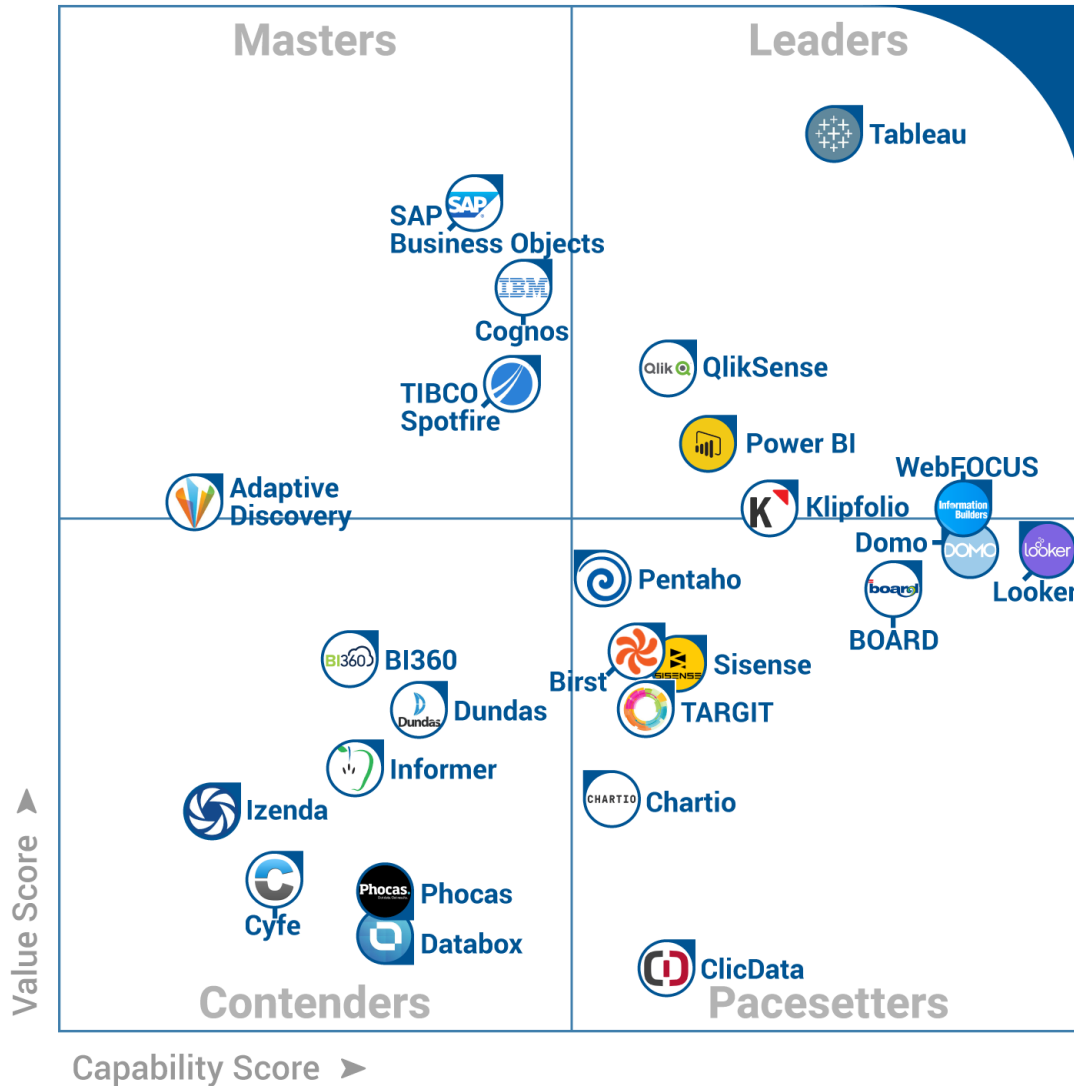 Masters
Leaders
Tableau
SAP
SAP
Business Objects
IBM
Cognos
Qlik
QlikSense
TIBCO
Spotfire
Power BI
WebFOCUS
Adaptive
Discovery
K
Klipfolio
Information
Builders
Domo
DOMO
looker
Looker
Pentaho
board
BOARD
BI360
BI360
Birst
SISENSE
Sisense
Dundas
Dundas
TARGIT
Informer
Izenda
CHARTIO
Chartio
Cyfe
Phocas.
Phocas
Databox
ClicData
Contenders
Pacesetters
Value Score
Capability Score